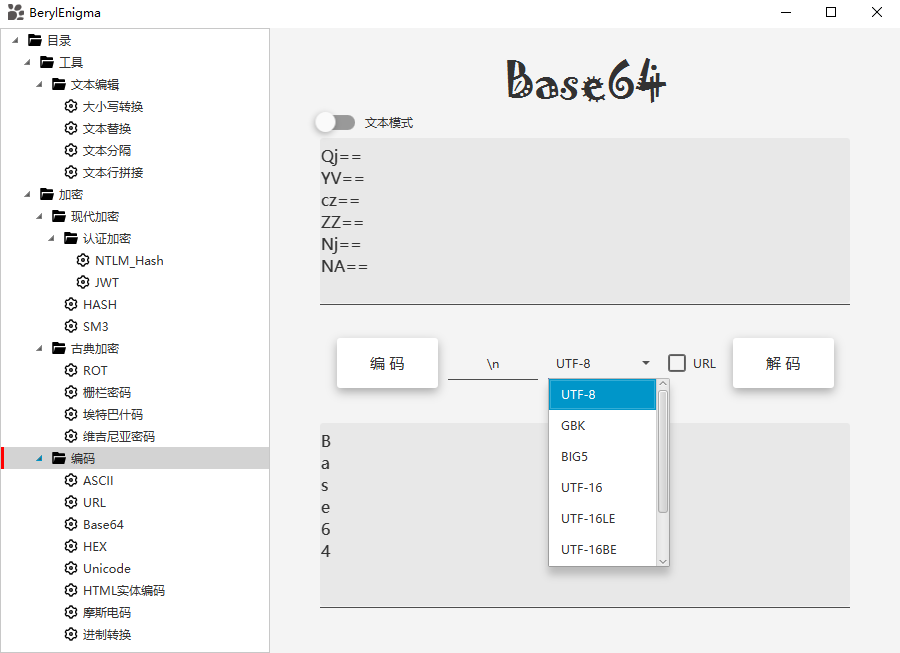 BerylEnigma
目录
工具
文本编辑
大小写转换
文本替换
文本分隔
文本行拼接
加密
现代加密
认证加密
NTLM_Hash
JWT
HASH
SM3
古典加密
ROT
栅栏密码
埃特巴什码
维吉尼亚密码
编码
ASCII
URL
Base64
HEX
Unicode
HTML实体编码
摩斯电码
进制转换
Base64
文本模式
Qj==
YV==
cz==
ZZ==
Nj==
NA==
编 码
\n
UTF-8
URL
解 码
UTF-8
GBK
BIG5
UTF-16
UTF-16LE
UTF-16BE
B
a
s
e
6
4